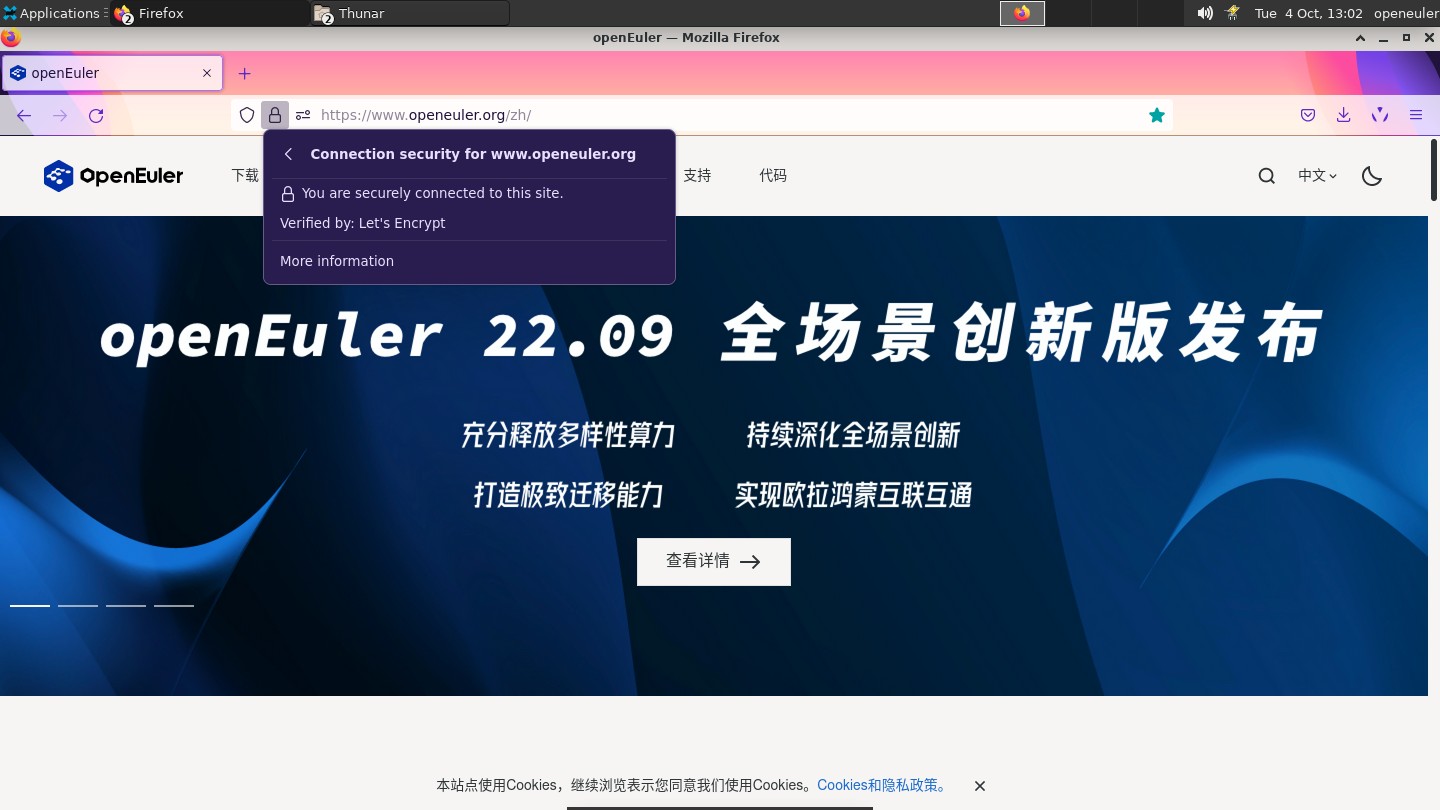 Applications
2 Firefox
2 Thunar
Tue 4 Oct, 13:02 openeuler
openEuler — Mozilla Firefox
openEuler
https://www.openeuler.org/zh/
Connection security for www.openeuler.org
You are securely connected to this site.
Verified by: Let's Encrypt
More information
OpenEuler
下载
支持
代码
中文
openEuler 22.09 全场景创新版发布
充分释放多样性算力 持续深化全场景创新
打造极致迁移能力 实现欧拉鸿蒙互联互通
查看详情
本站点使用Cookies，继续浏览表示您同意我们使用Cookies。Cookies和隐私政策。